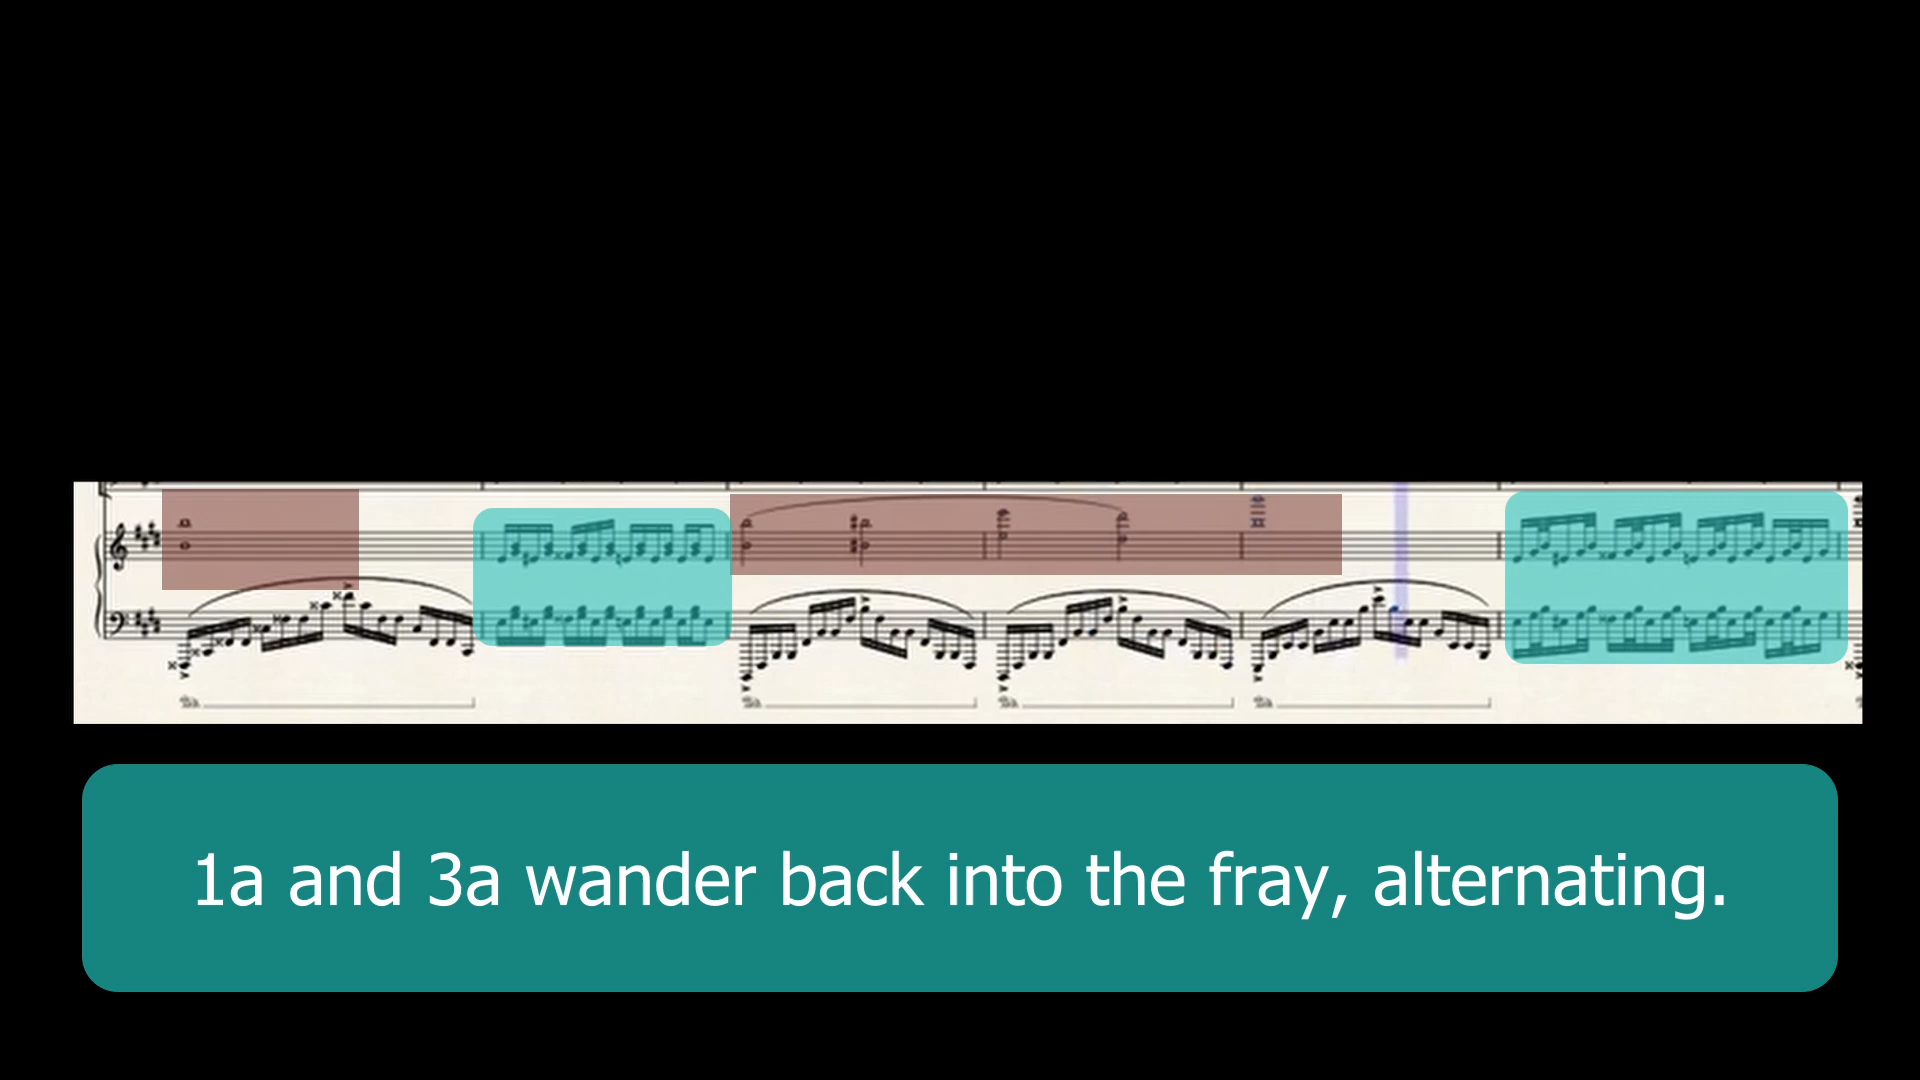 1a and 3a wander back into the fray, alternating.